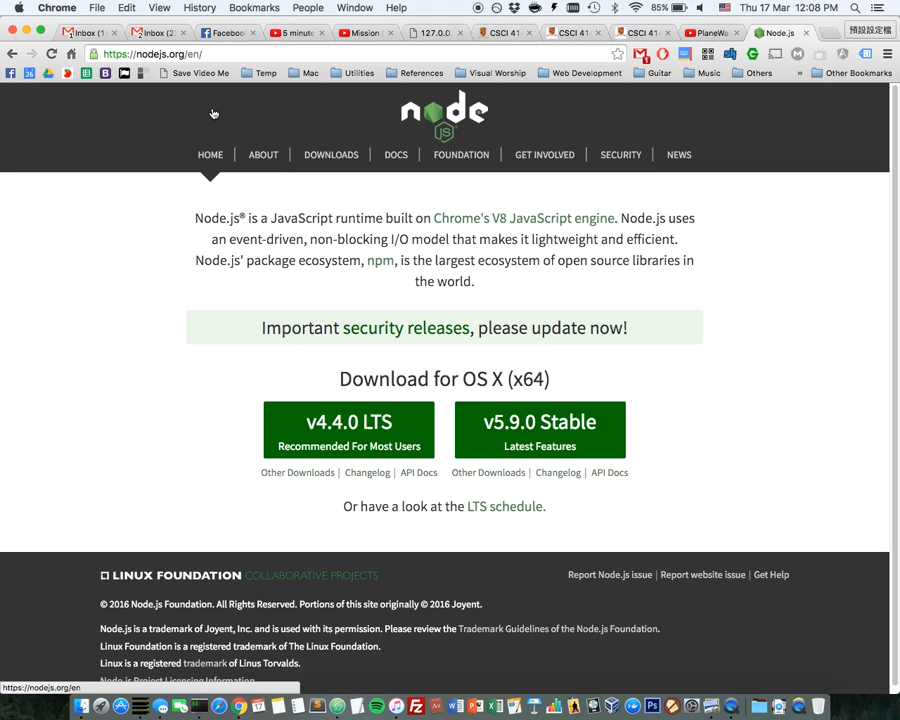 Chrome File Edit View History Bookmarks People Window Help 85% Thu 17 Mar 12:08 PM
Inbox (1 Inbox (2 Facebo 5 minut Mission 127.0.0. CSCI 41 CSCI 41 CSCI 41 PlaneWa Node.js 預設設定檔
https://nodejs.org/en/
Save Video Me Temp Mac Utilities References Visual Worship Web Development Guitar Music Others » Other Bookmarks
node
JS
HOME ABOUT DOWNLOADS DOCS FOUNDATION GET INVOLVED SECURITY NEWS
Node.js® is a JavaScript runtime built on Chrome's V8 JavaScript engine. Node.js uses
an event-driven, non-blocking I/O model that makes it lightweight and efficient.
Node.js' package ecosystem, npm, is the largest ecosystem of open source libraries in
the world.
Important security releases, please update now!
Download for OS X (x64)
v4.4.0 LTS
Recommended For Most Users
v5.9.0 Stable
Latest Features
Other Downloads | Changelog | API Docs
Other Downloads | Changelog | API Docs
Or have a look at the LTS schedule.
LINUX FOUNDATION COLLABORATIVE PROJECTS
Report Node.js issue | Report website issue | Get Help
© 2016 Node.js Foundation. All Rights Reserved. Portions of this site originally © 2016 Joyent.
Node.js is a trademark of Joyent, Inc. and is used with its permission. Please review the Trademark Guidelines of the Node.js Foundation.
Linux Foundation is a registered trademark of The Linux Foundation.
Linux is a registered trademark of Linus Torvalds.
Node.js Project Licensing Information.
https://nodejs.org/en